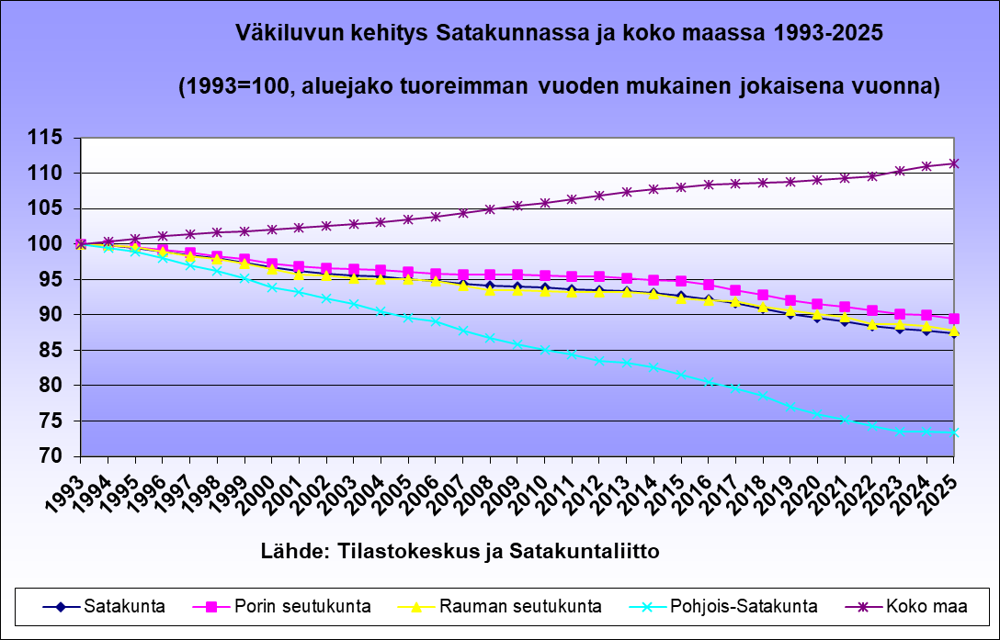 Väkiluvun kehitys Satakunnassa ja koko maassa 1993-2025
(1993=100, aluejako tuoreimman vuoden mukainen jokaisena vuonna)
115
110
105
100
95
90
85
80
75
70
1993 1994 1995 1996 1997 1998 1999 2000 2001 2002 2003 2004 2005 2006 2007 2008 2009 2010 2011 2012 2013 2014 2015 2016 2017 2018 2019 2020 2021 2022 2023 2024 2025
Lähde: Tilastokeskus ja Satakuntaliitto
Satakunta Porin seutukunta Rauman seutukunta Pohjois-Satakunta Koko maa